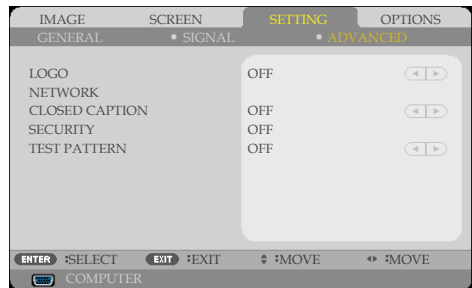 IMAGE SCREEN SETTING OPTIONS
GENERAL • SIGNAL • ADVANCED
LOGO OFF
NETWORK
CLOSED CAPTION OFF
SECURITY OFF
TEST PATTERN OFF
ENTER :SELECT EXIT :EXIT :MOVE :MOVE
COMPUTER